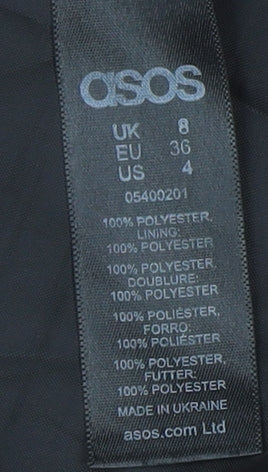 asos
UK 8
EU 36
US 4
05400201
100% POLYESTER,
LINING:
100% POLYESTER
100% POLYESTER,
DOUBLURE:
100% POLYESTER
100% POLIÉSTER,
FORRO:
100% POLIÉSTER
100% POLYESTER,
FUTTER:
100% POLYESTER
MADE IN UKRAINE
asos.com Ltd